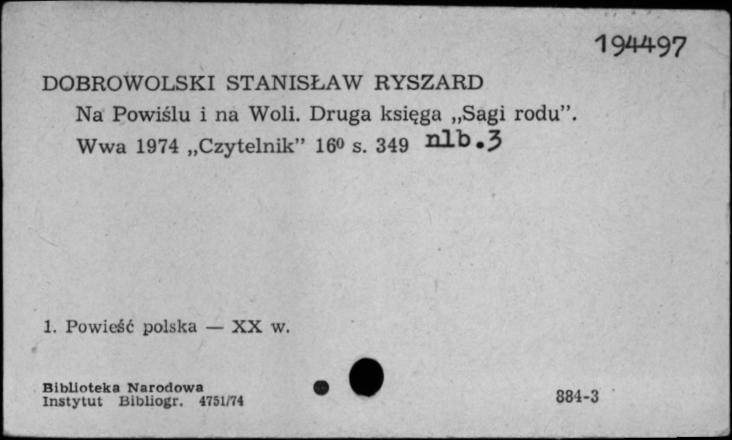 194497
DOBROWOLSKI STANISŁAW RYSZARD
Na Powiślu i na Woli. Druga księga „Sagi rodu”.
Wwa 1974 „Czytelnik” 16⁰ s. 349 nlb.3
1. Powieść polska — XX w.
Biblioteka Narodowa
Instytut Bibliogr. 4751/74
884-3